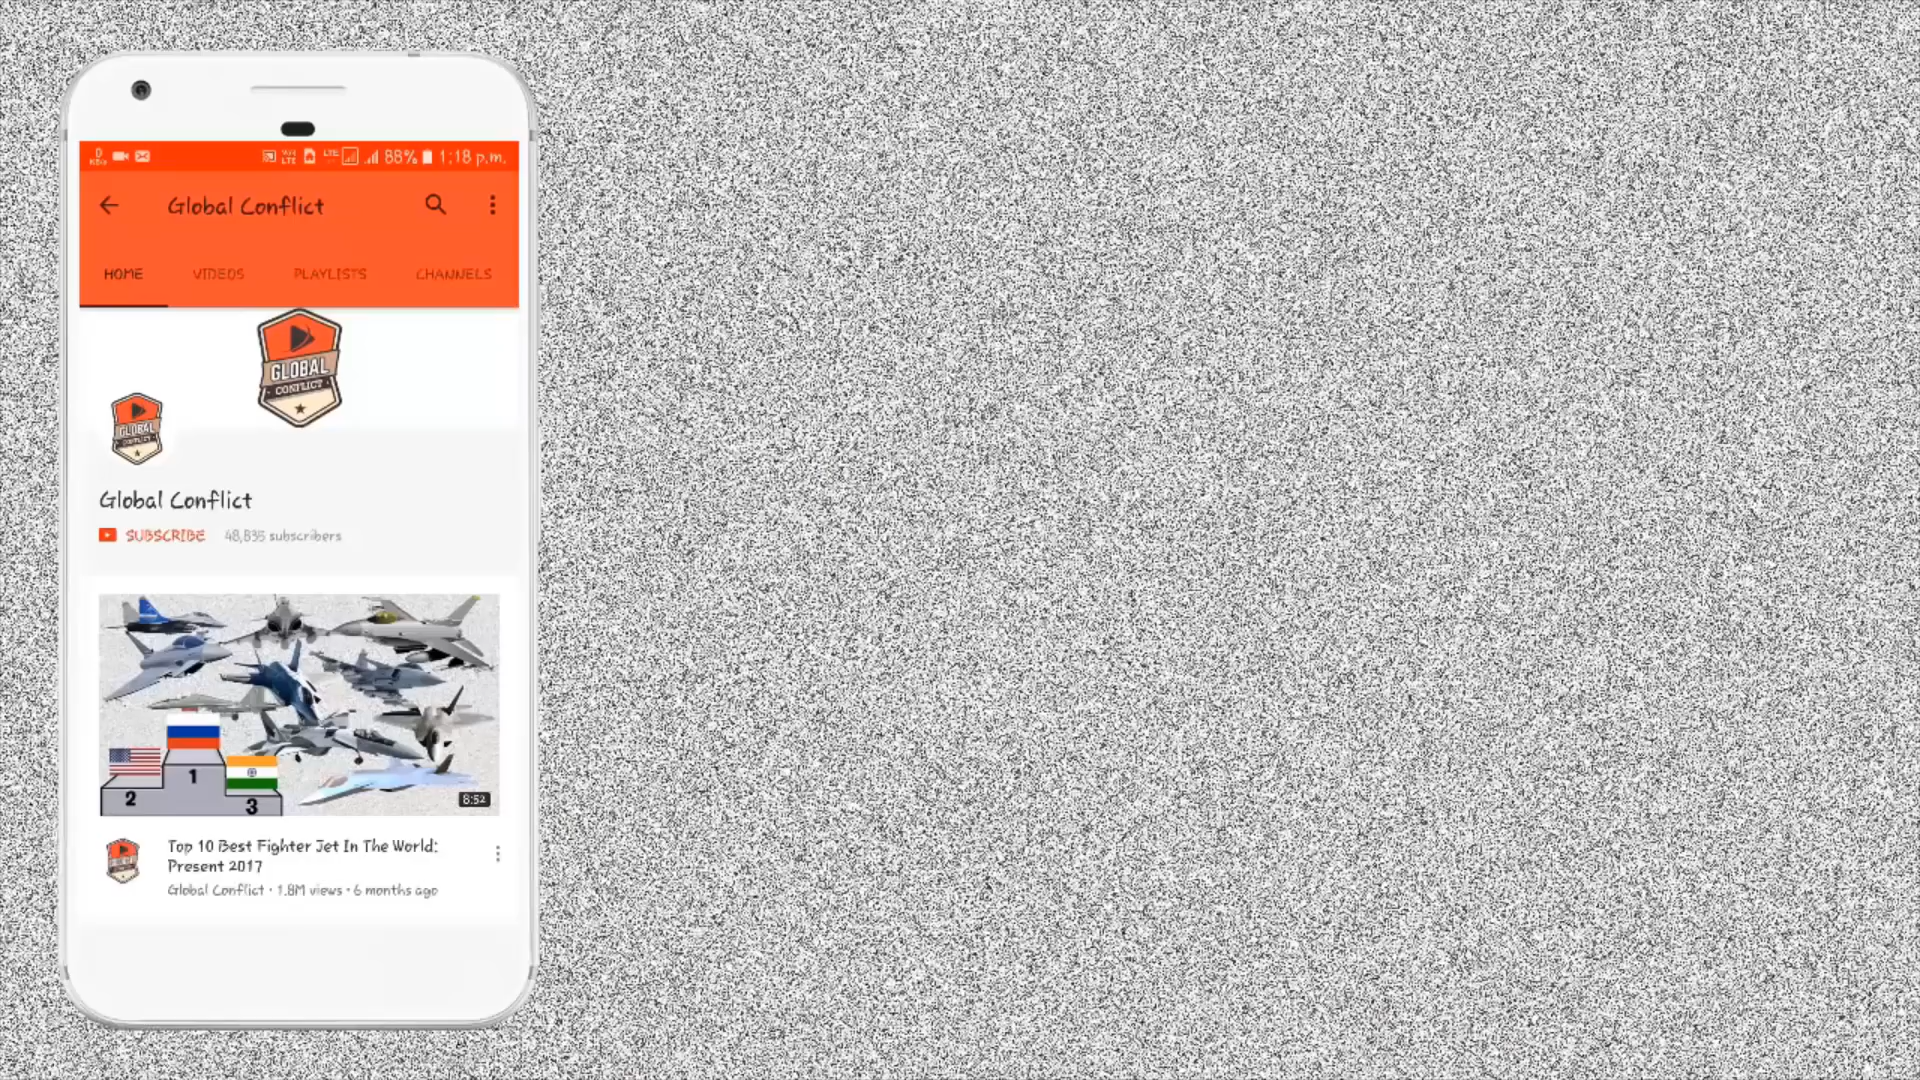 88% 1:18 p.m.
Global Conflict
HOME VIDEOS PLAYLISTS CHANNELS
GLOBAL
CONFLICT
GLOBAL
CONFLICT
Global Conflict
SUBSCRIBE 48,835 subscribers
1
2
3
8:52
Top 10 Best Fighter Jet In The World:
Present 2017
Global Conflict • 1.8M views • 6 months ago